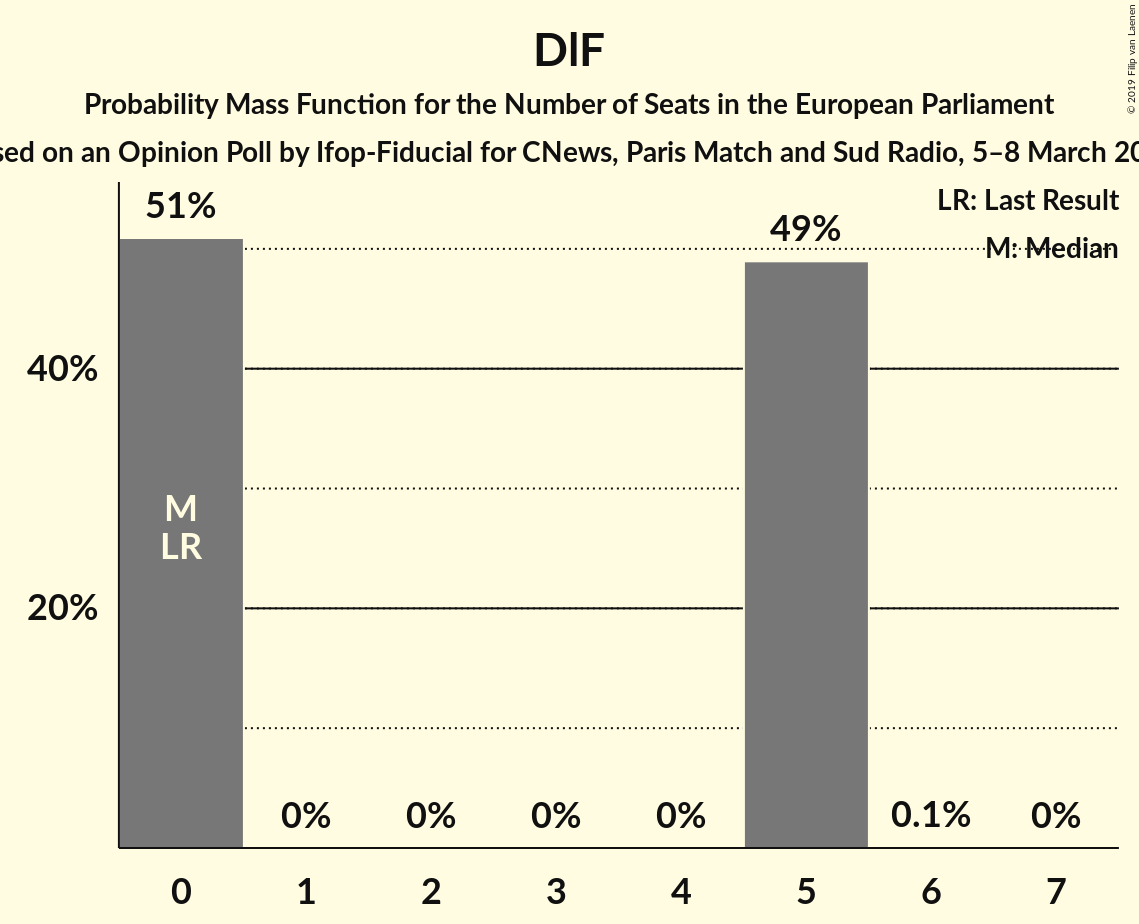 DlF
Probability Mass Function for the Number of Seats in the European Parliament
sed on an Opinion Poll by Ifop-Fiducial for CNews, Paris Match and Sud Radio, 5–8 March 20
© 2019 Filip van Laenen
LR: Last Result
M: Median
51%
49%
40%
M
LR
20%
0% 0% 0% 0% 0.1% 0%
0 1 2 3 4 5 6 7